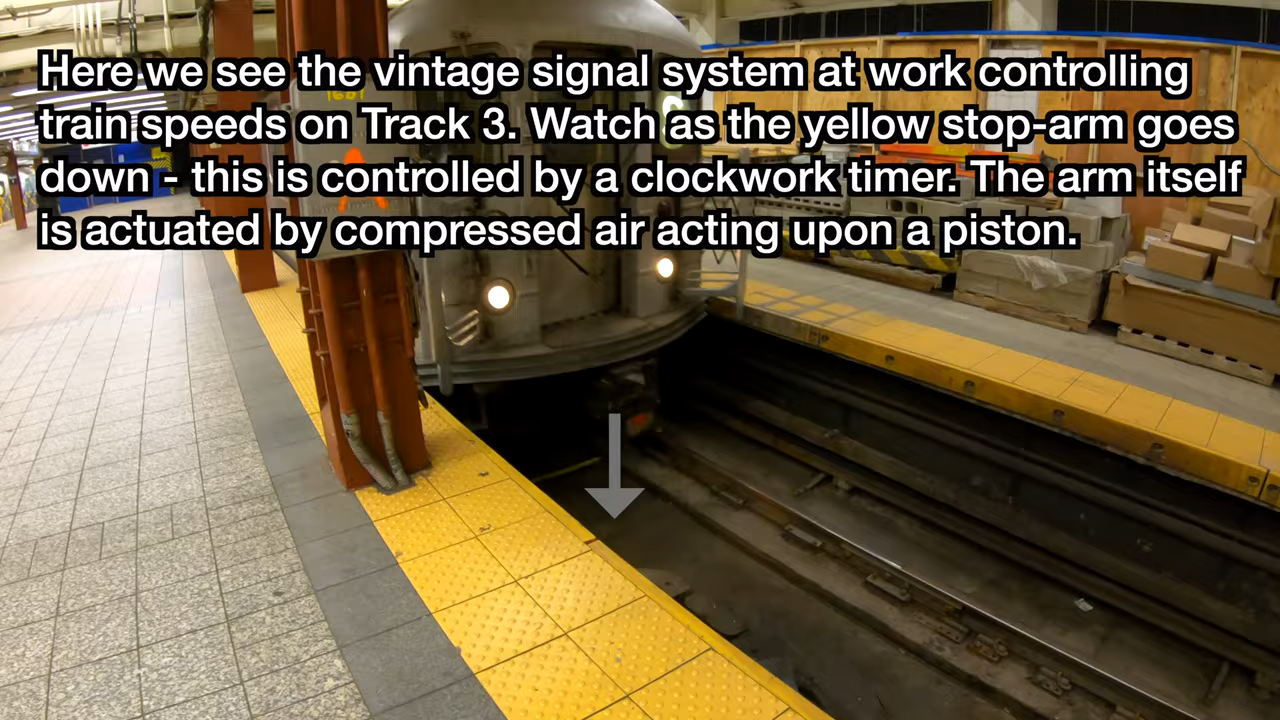 Here we see the vintage signal system at work controlling
train speeds on Track 3. Watch as the yellow stop-arm goes
down - this is controlled by a clockwork timer. The arm itself
is actuated by compressed air acting upon a piston.